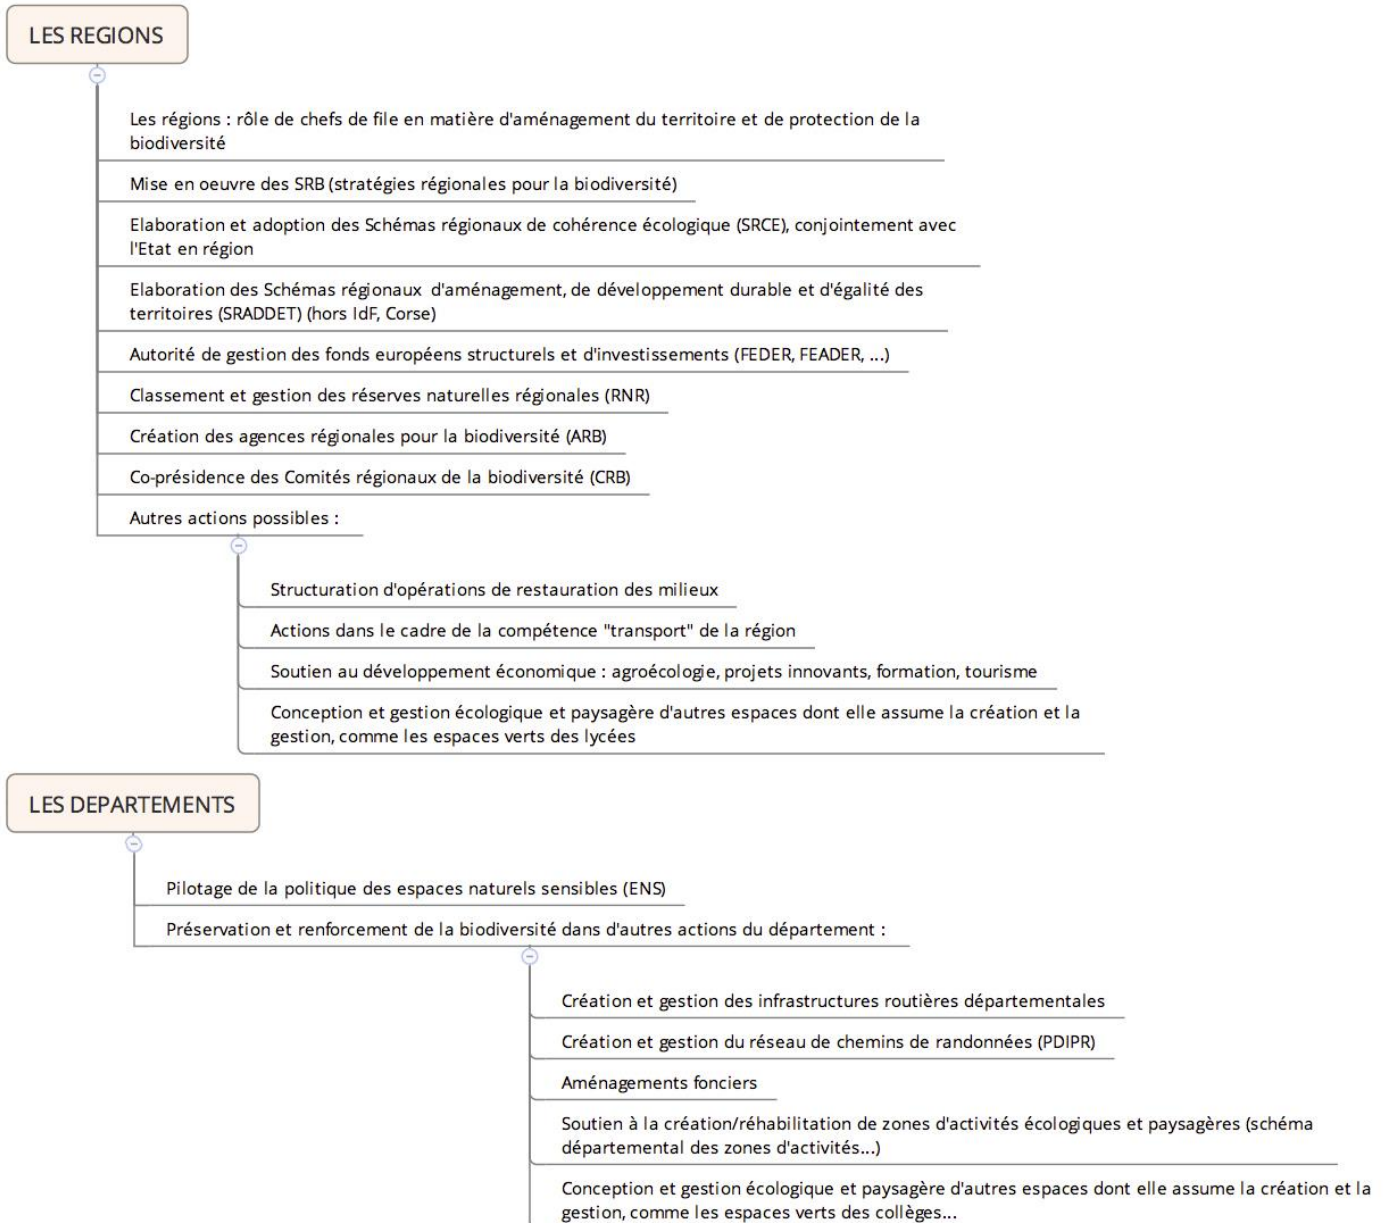 LES REGIONS
Les régions : rôle de chefs de file en matière d'aménagement du territoire et de protection de la
biodiversité
Mise en oeuvre des SRB (stratégies régionales pour la biodiversité)
Elaboration et adoption des Schémas régionaux de cohérence écologique (SRCE), conjointement avec
l'Etat en région
Elaboration des Schémas régionaux  d'aménagement, de développement durable et d'égalité des
territoires (SRADDET) (hors IdF, Corse)
Autorité de gestion des fonds européens structurels et d'investissements (FEDER, FEADER, ...)
Classement et gestion des réserves naturelles régionales (RNR)
Création des agences régionales pour la biodiversité (ARB)
Co-présidence des Comités régionaux de la biodiversité (CRB)
Autres actions possibles :
Structuration d'opérations de restauration des milieux
Actions dans le cadre de la compétence "transport" de la région
Soutien au développement économique : agroécologie, projets innovants, formation, tourisme
Conception et gestion écologique et paysagère d'autres espaces dont elle assume la création et la
gestion, comme les espaces verts des lycées
LES DEPARTEMENTS
Pilotage de la politique des espaces naturels sensibles (ENS)
Préservation et renforcement de la biodiversité dans d'autres actions du département :
Création et gestion des infrastructures routières départementales
Création et gestion du réseau de chemins de randonnées (PDIPR)
Aménagements fonciers
Soutien à la création/réhabilitation de zones d'activités écologiques et paysagères (schéma
départemental des zones d'activités...)
Conception et gestion écologique et paysagère d'autres espaces dont elle assume la création et la
gestion, comme les espaces verts des collèges...